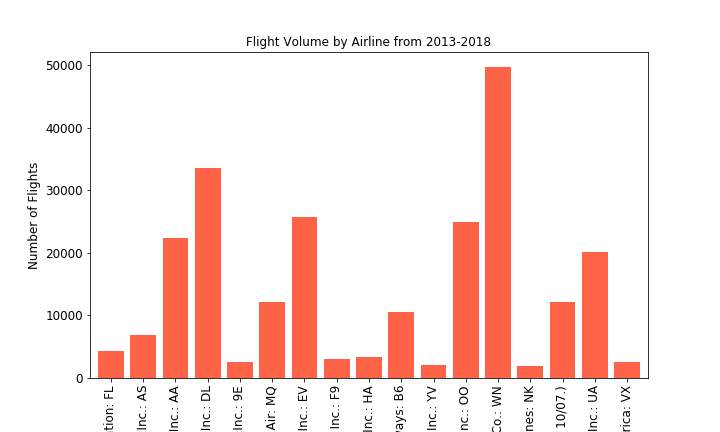 Flight Volume by Airline from 2013-2018
Number of Flights
50000
40000
30000
20000
10000
0
tion: FL
Inc.: AS
Inc.: AA
Inc.: DL
Inc.: 9E
Air: MQ
Inc.: EV
Inc.: F9
Inc.: HA
ays: B6
Inc.: YV
nc.: OO
Co.: WN
nes: NK
10/07.)
Inc.: UA
rica: VX